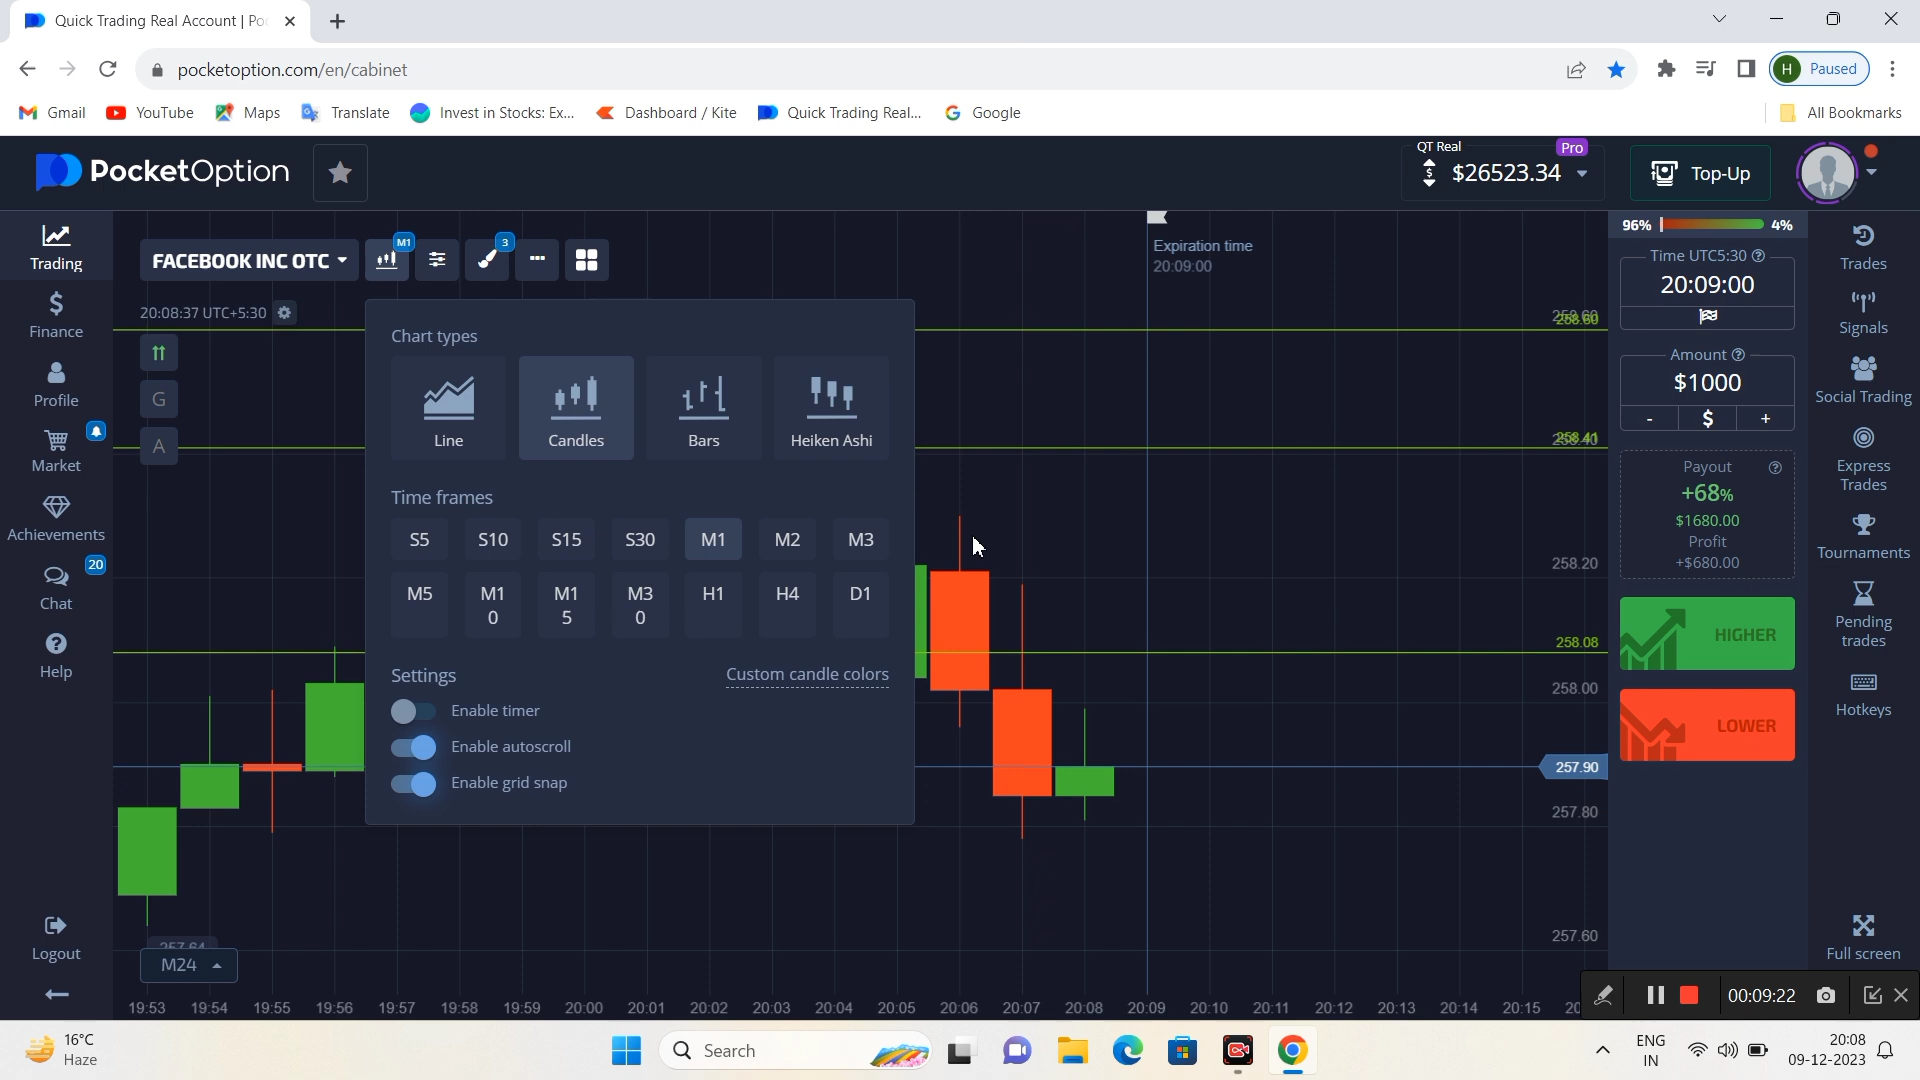 Quick Trading Real Account | Po
pocketoption.com/en/cabinet
H Paused
Gmail YouTube Maps Translate Invest in Stocks: Ex... Dashboard / Kite Quick Trading Real... Google All Bookmarks
PocketOption
QT Real Pro
$26523.34
Top-Up
Trading
Finance
Profile
Market
Achievements
20
Chat
Help
Logout
FACEBOOK INC OTC
M1
3
20:08:37 UTC+5:30
G
A
Expiration time
20:09:00
Chart types
Line Candles Bars Heiken Ashi
Time frames
S5 S10 S15 S30 M1 M2 M3
M5 M10 M15 M30 H1 H4 D1
Settings Custom candle colors
Enable timer
Enable autoscroll
Enable grid snap
258.60
258.41
258.20
258.08
258.00
257.90
257.80
257.60
M24
19:53 19:54 19:55 19:56 19:57 19:58 19:59 20:00 20:01 20:02 20:03 20:04 20:05 20:06 20:07 20:08 20:09 20:10 20:11 20:12 20:13 20:14 20:15
96% 4%
Time UTC5:30
20:09:00
Amount
$1000
- $ +
Payout
+68%
$1680.00
Profit
+$680.00
HIGHER
LOWER
Trades
Signals
Social Trading
Express
Trades
Tournaments
Pending
trades
Hotkeys
Full screen
00:09:22
16°C
Haze
Search
ENG
IN
20:08
09-12-2023